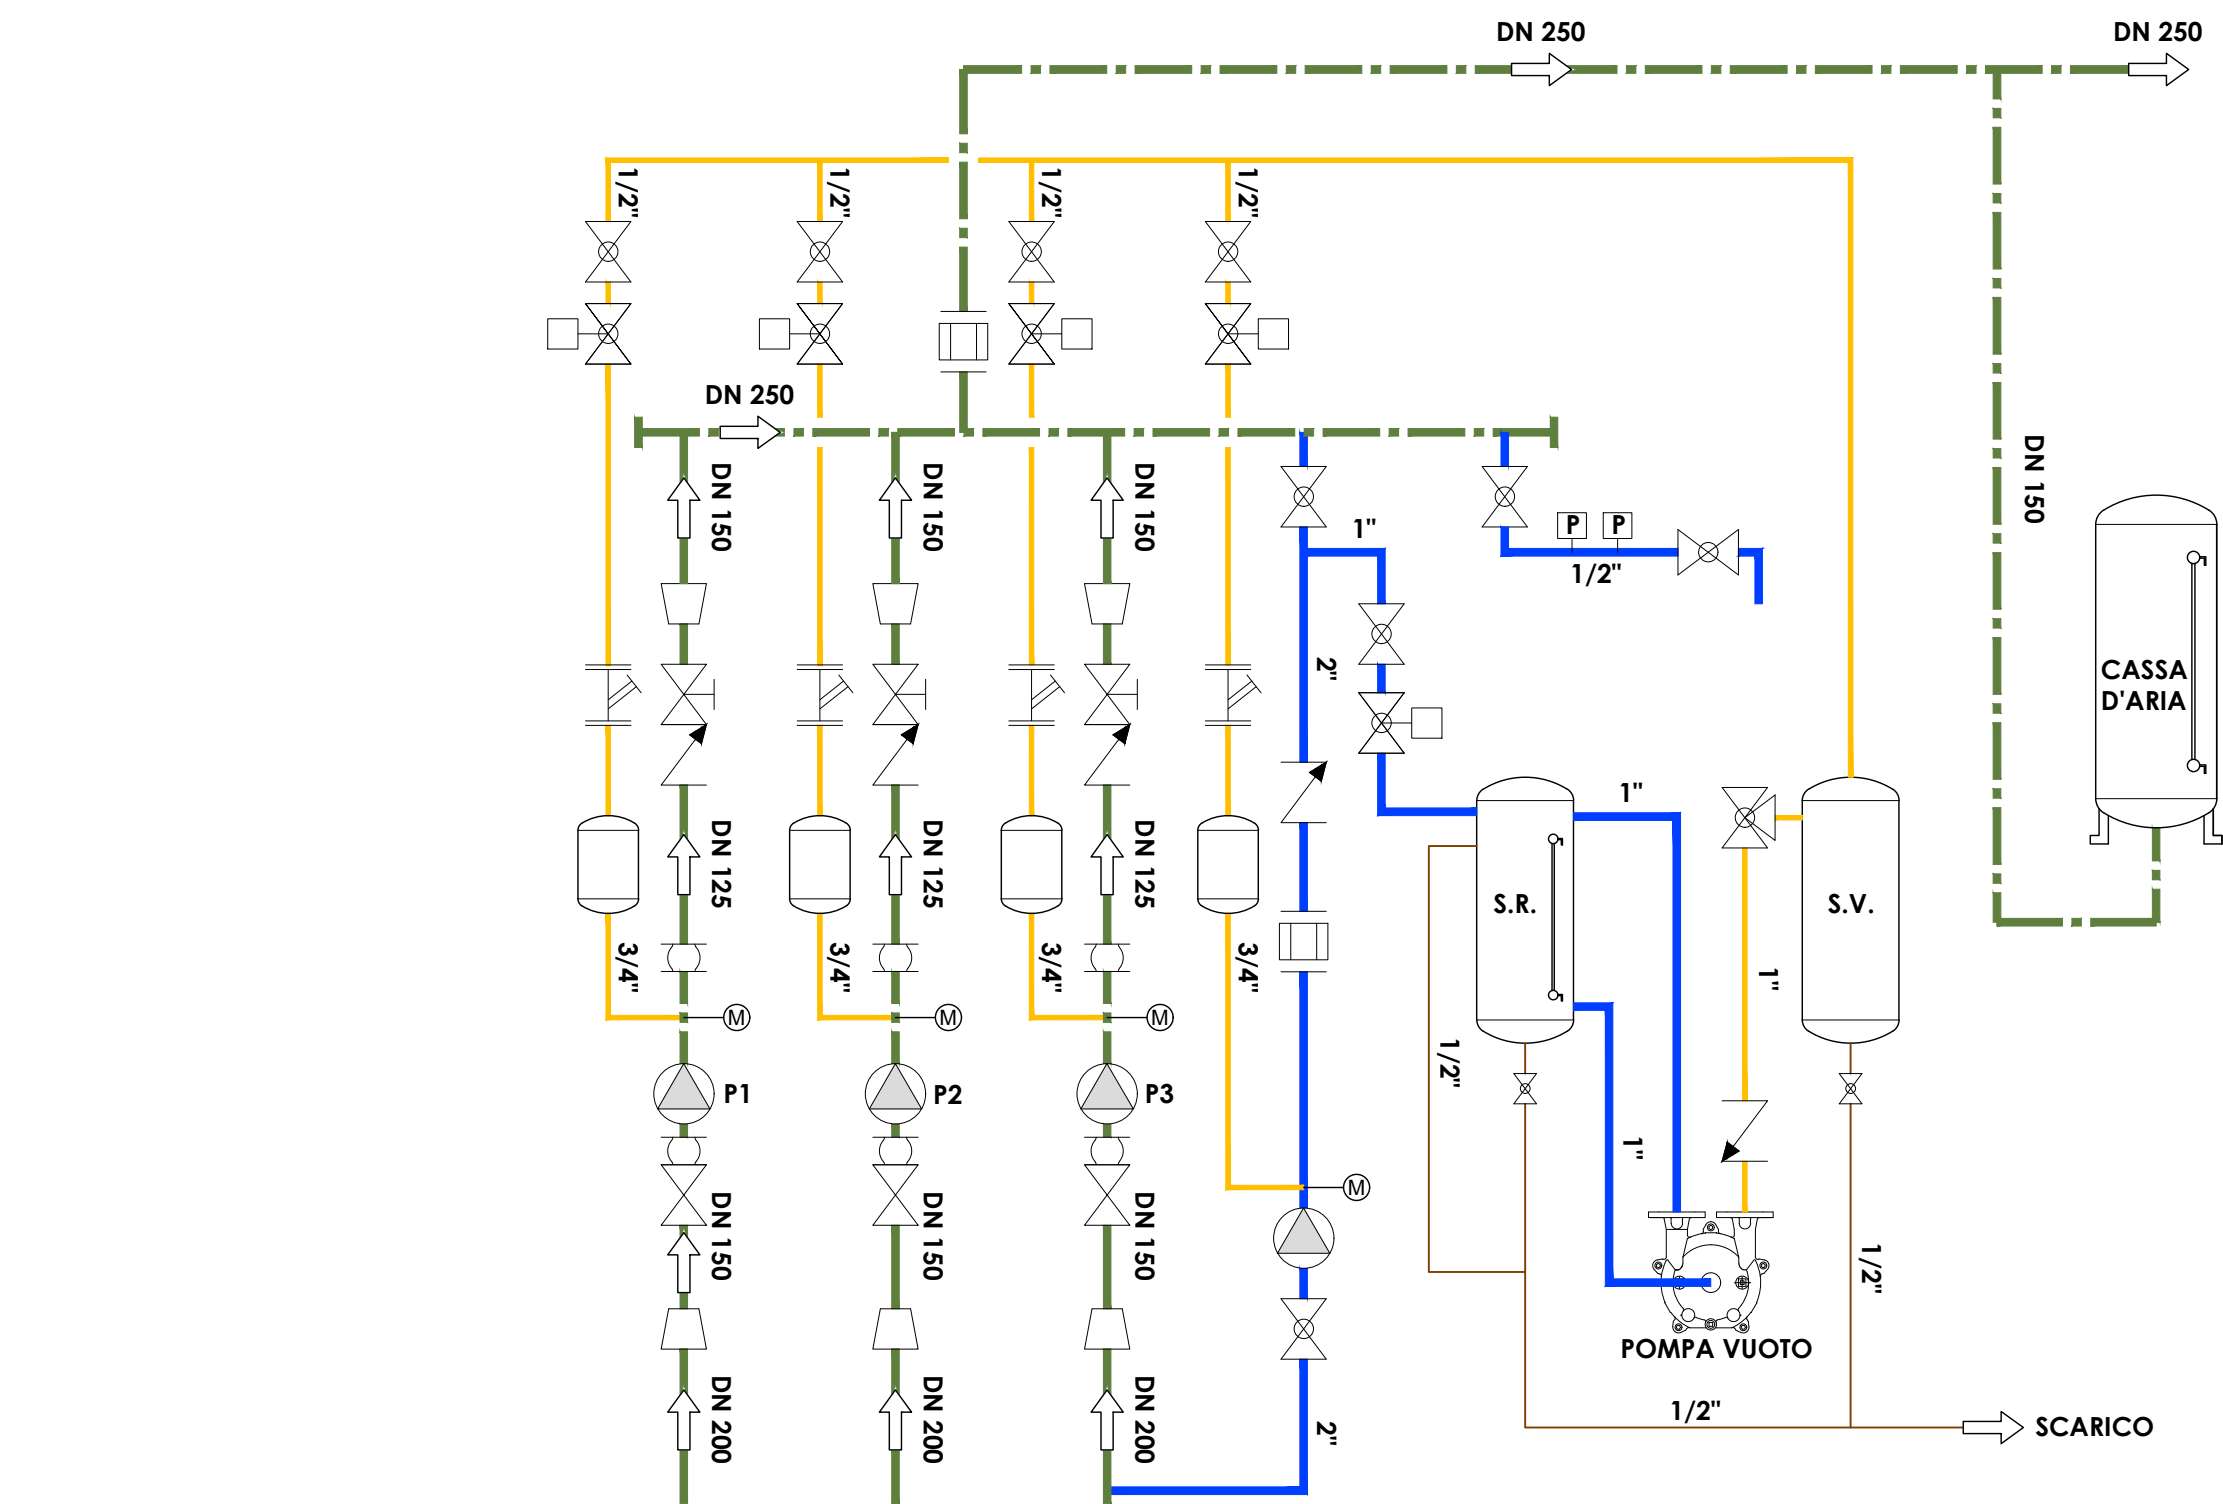 DN 250
DN 250
1/2"
1/2"
1/2"
1/2"
DN 250
DN 150
DN 150
DN 150
DN 150
1"
P
P
1/2"
2"
CASSA
D'ARIA
1"
DN 125
DN 125
DN 125
S.R.
S.V.
3/4"
3/4"
3/4"
3/4"
1"
M
M
M
1/2"
P1
P2
P3
1"
M
DN 150
DN 150
DN 150
1/2"
POMPA VUOTO
DN 200
DN 200
DN 200
2"
1/2"
SCARICO